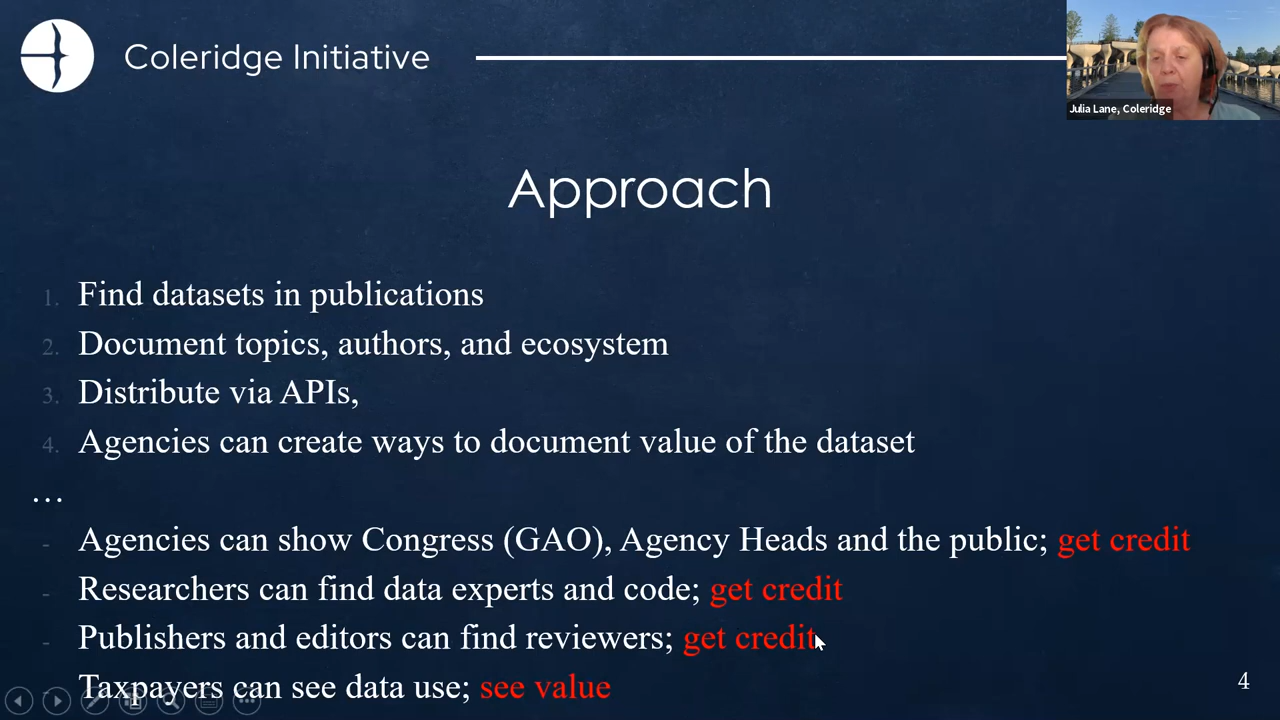 Coleridge Initiative
Julia Lane, Coleridge
Approach
1. Find datasets in publications
2. Document topics, authors, and ecosystem
3. Distribute via APIs,
4. Agencies can create ways to document value of the dataset
…
- Agencies can show Congress (GAO), Agency Heads and the public; get credit
- Researchers can find data experts and code; get credit
- Publishers and editors can find reviewers; get credit
- Taxpayers can see data use; see value
4